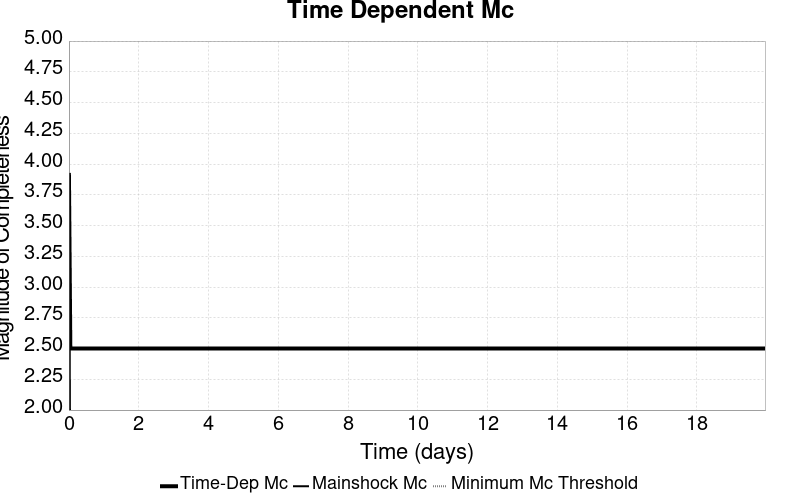 Time Dependent Mc
Magnitude of Completeness
5.00
4.75
4.50
4.25
4.00
3.75
3.50
3.25
3.00
2.75
2.50
2.25
2.00
0 2 4 6 8 10 12 14 16 18
Time (days)
Time-Dep Mc Mainshock Mc Minimum Mc Threshold